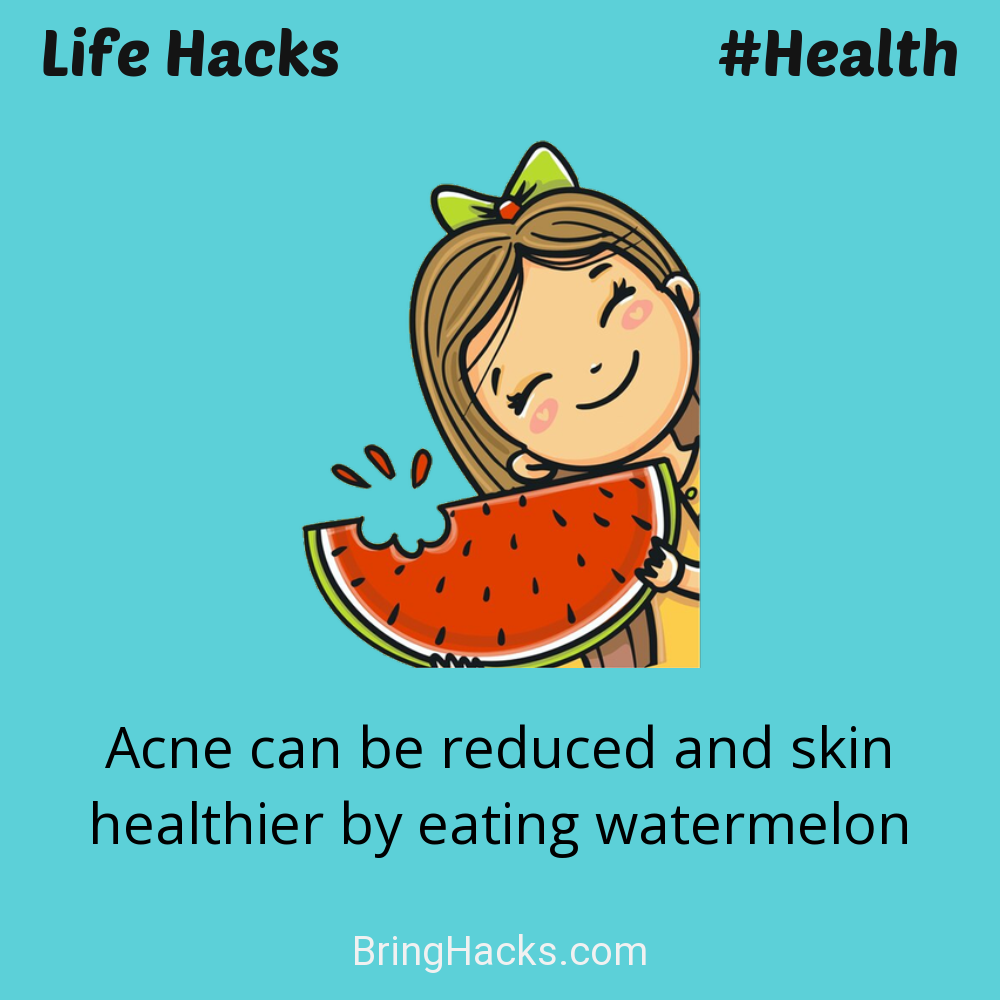 Life Hacks
#Health
Acne can be reduced and skin
healthier by eating watermelon
BringHacks.com